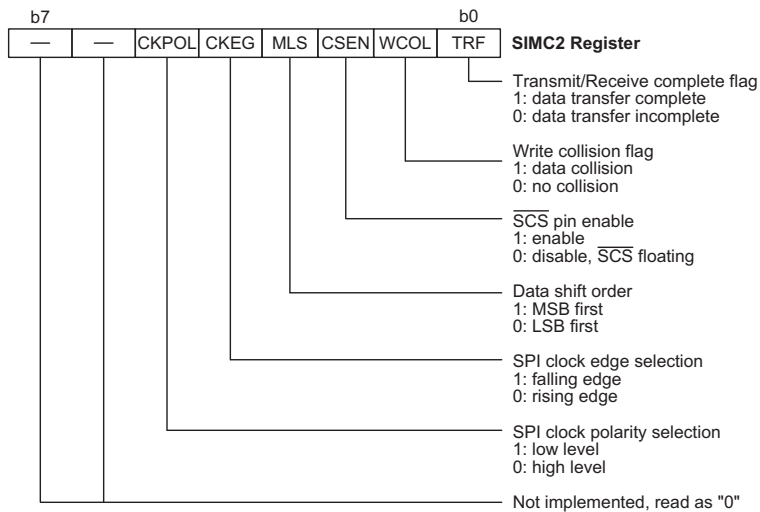 b7 b0
— — CKPOL CKEG MLS CSEN WCOL TRF SIMC2 Register
Transmit/Receive complete flag
1: data transfer complete
0: data transfer incomplete
Write collision flag
1: data collision
0: no collision
SCS pin enable
1: enable
0: disable, SCS floating
Data shift order
1: MSB first
0: LSB first
SPI clock edge selection
1: falling edge
0: rising edge
SPI clock polarity selection
1: low level
0: high level
Not implemented, read as "0"